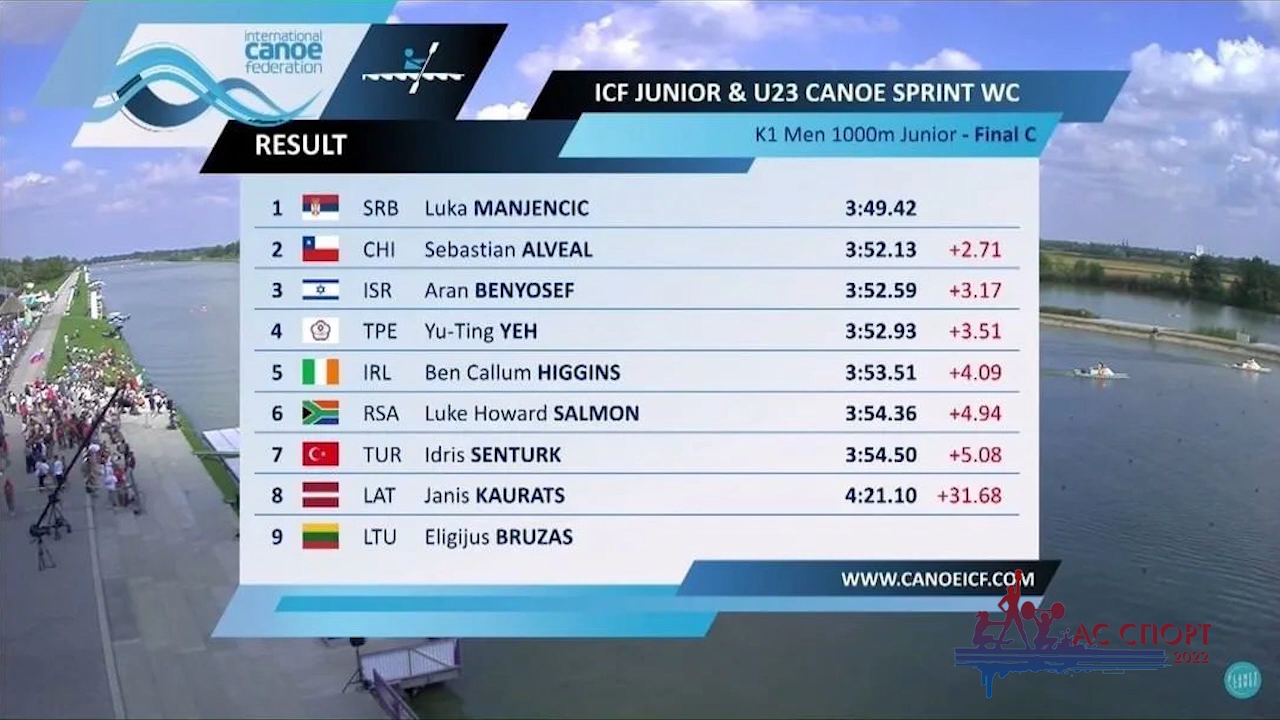 international
canoe
federation
ICF JUNIOR & U23 CANOE SPRINT WC
K1 Men 1000m Junior - Final C
RESULT
1 SRB Luka MANJENCIC 3:49.42
2 CHI Sebastian ALVEAL 3:52.13 +2.71
3 ISR Aran BENYOSEF 3:52.59 +3.17
4 TPE Yu-Ting YEH 3:52.93 +3.51
5 IRL Ben Callum HIGGINS 3:53.51 +4.09
6 RSA Luke Howard SALMON 3:54.36 +4.94
7 TUR Idris SENTURK 3:54.50 +5.08
8 LAT Janis KAURATS 4:21.10 +31.68
9 LTU Eligijus BRUZAS
WWW.CANOEICF.COM
АС СПОРТ
2022
PLANET
CANOE